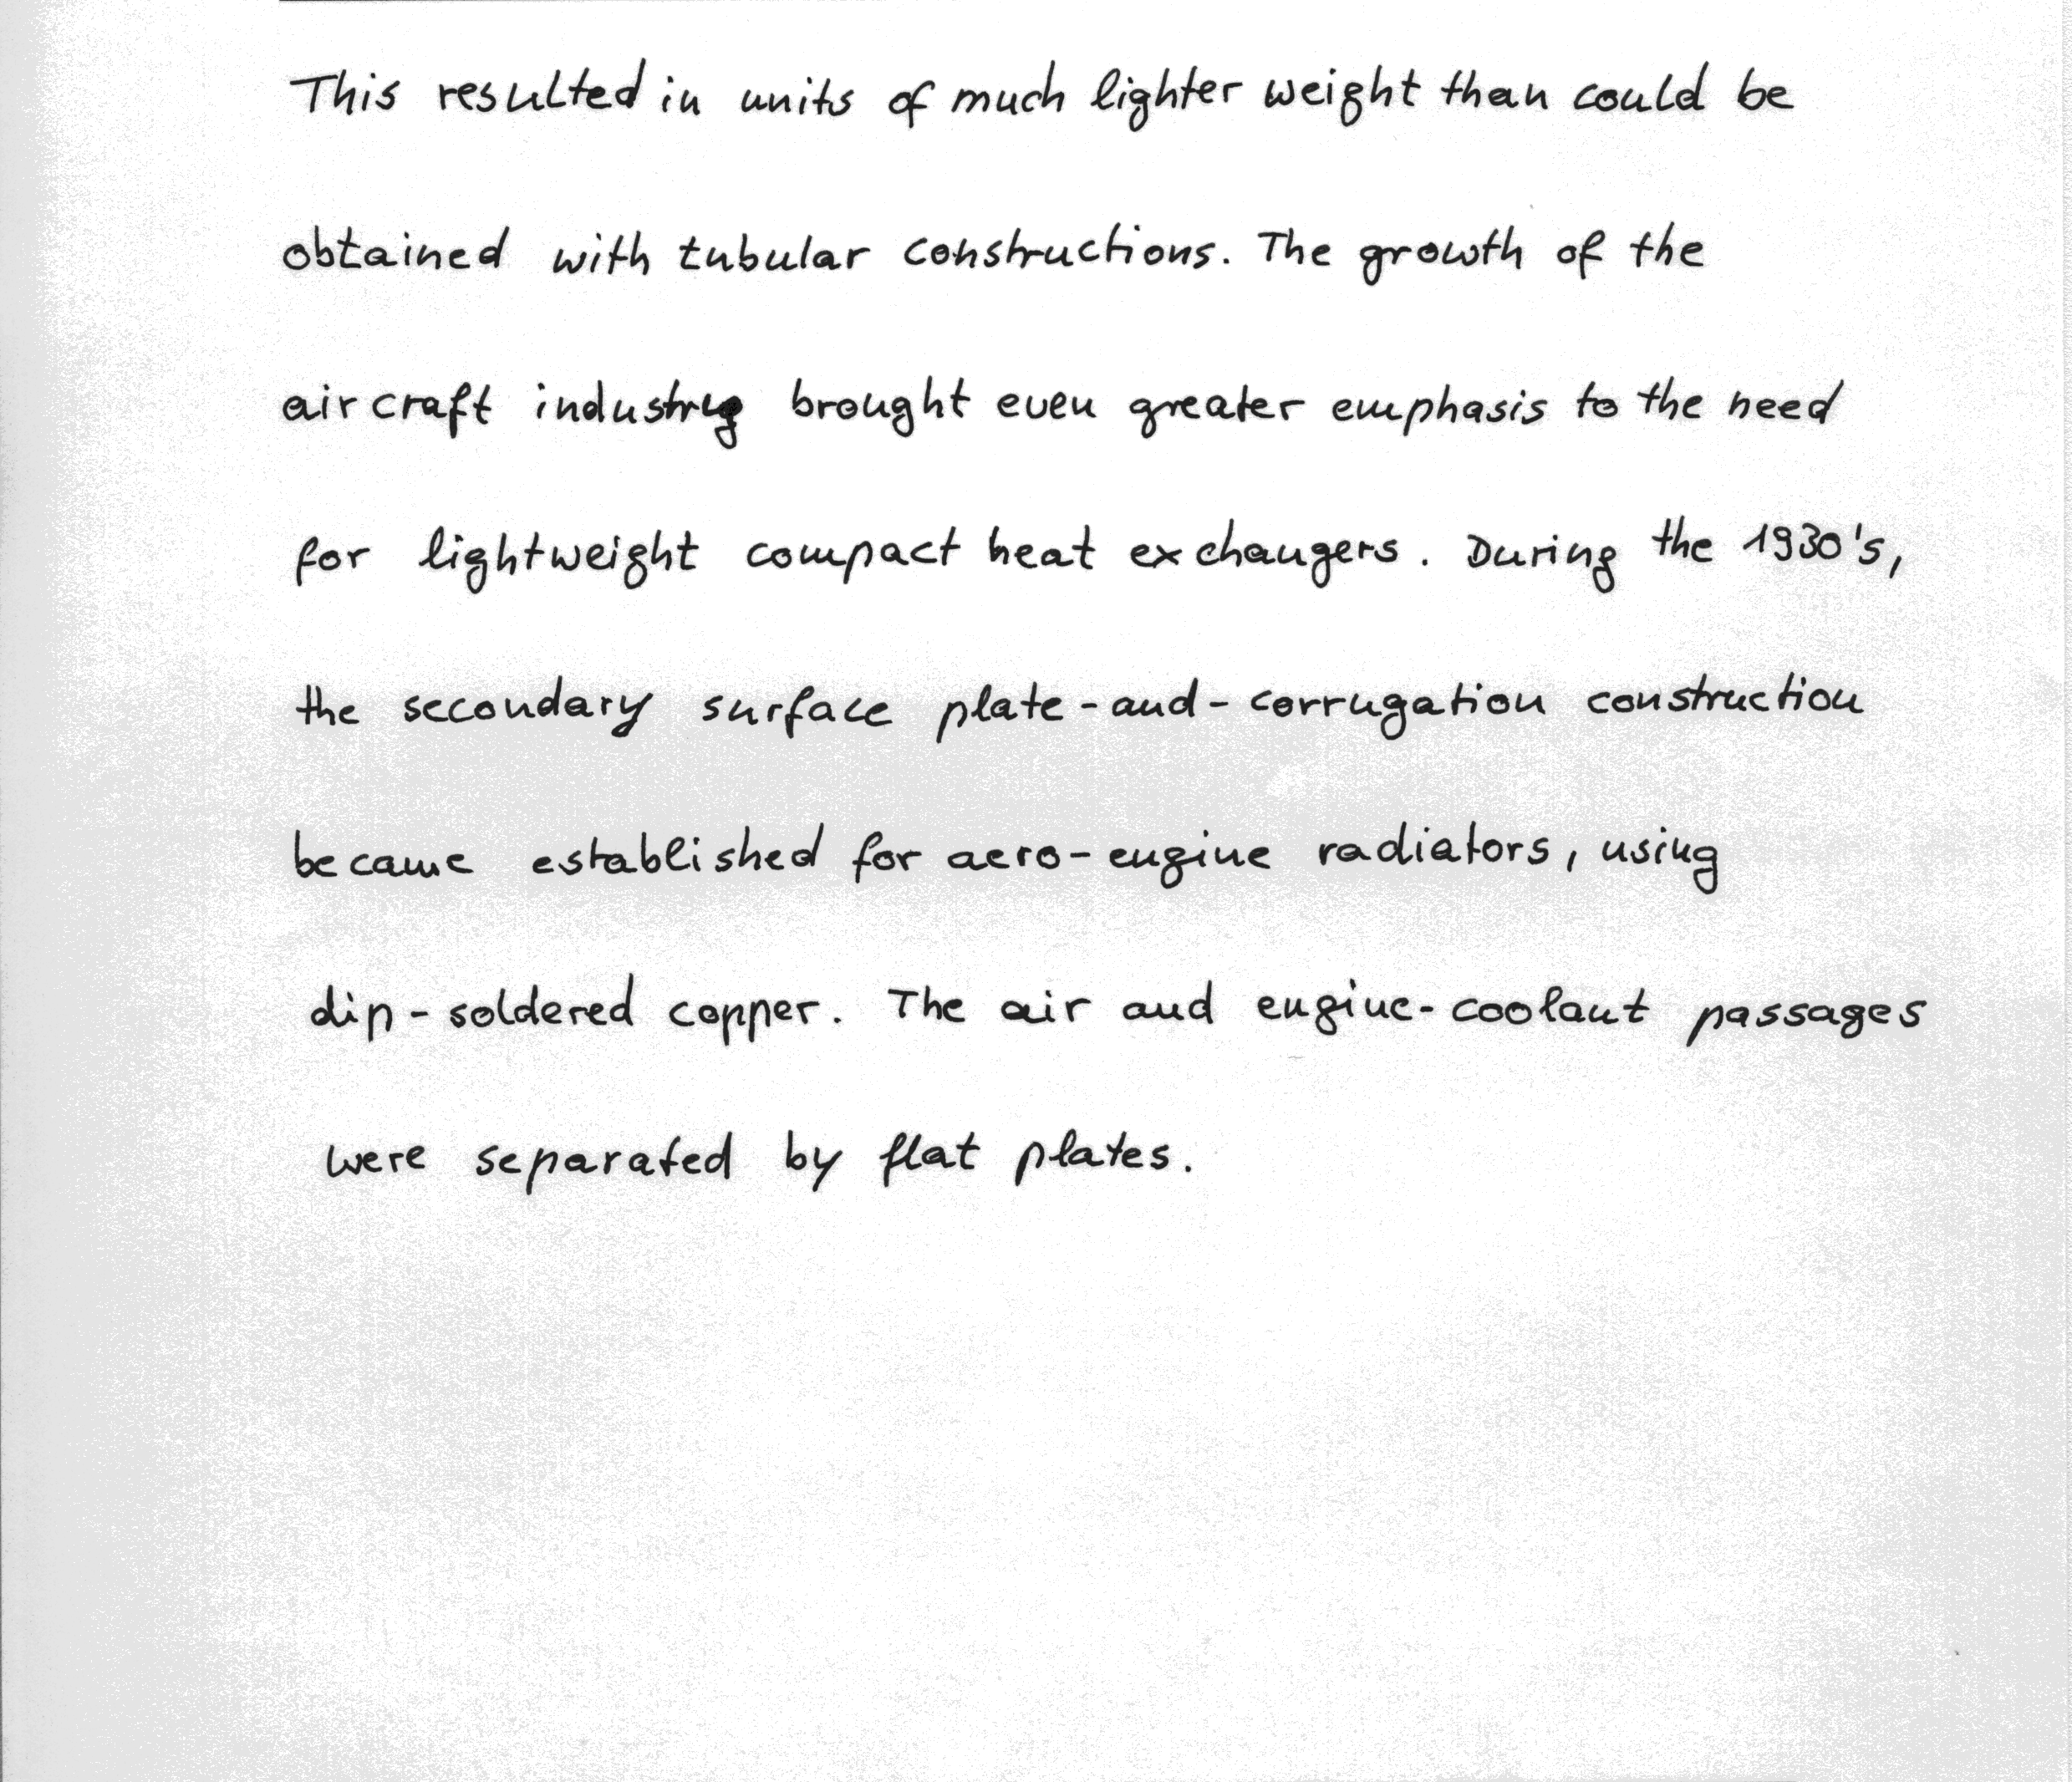 This resulted in units of much lighter weight than could be
obtained with tubular constructions. The growth of the
aircraft industry brought even greater emphasis to the need
for lightweight compact heat exchangers. During the 1930's,
the secondary surface plate-and-corrugation construction
became established for aero-engine radiators, using
dip-soldered copper. The air and engine-coolant passages
were separated by flat plates.